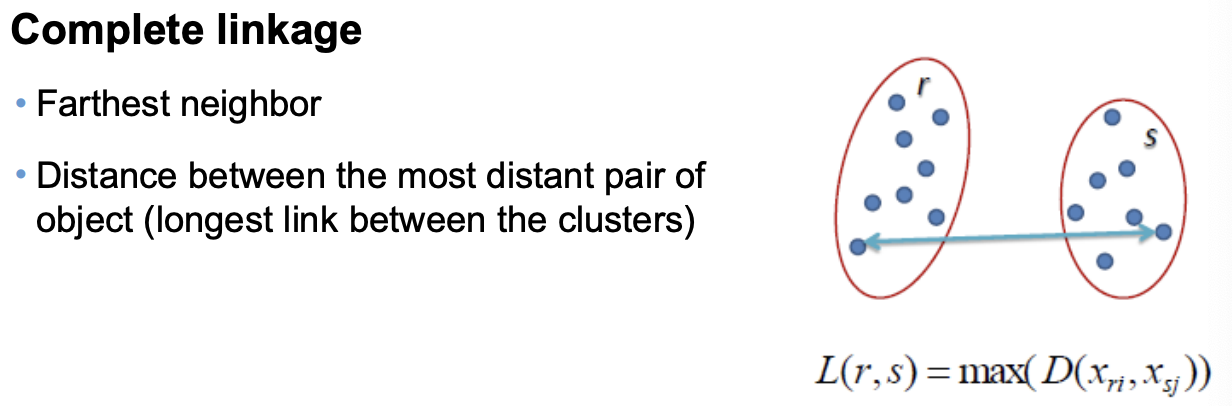 Complete linkage
• Farthest neighbor
• Distance between the most distant pair of
object (longest link between the clusters)
r
s
L(r,s) = max(D(x_{ri}, x_{sj}))